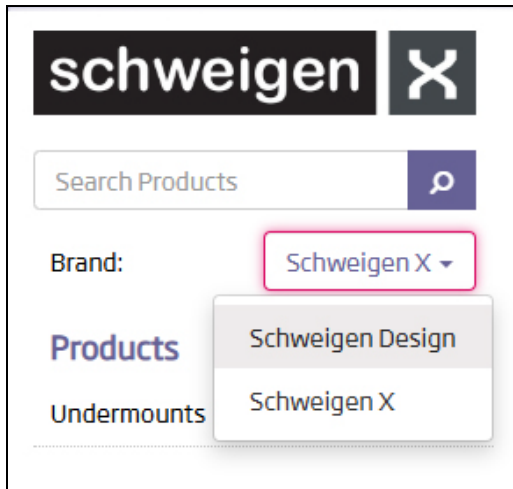 schweigen X
Search Products
Brand:
Schweigen X
Schweigen Design
Schweigen X
Products
Undermounts